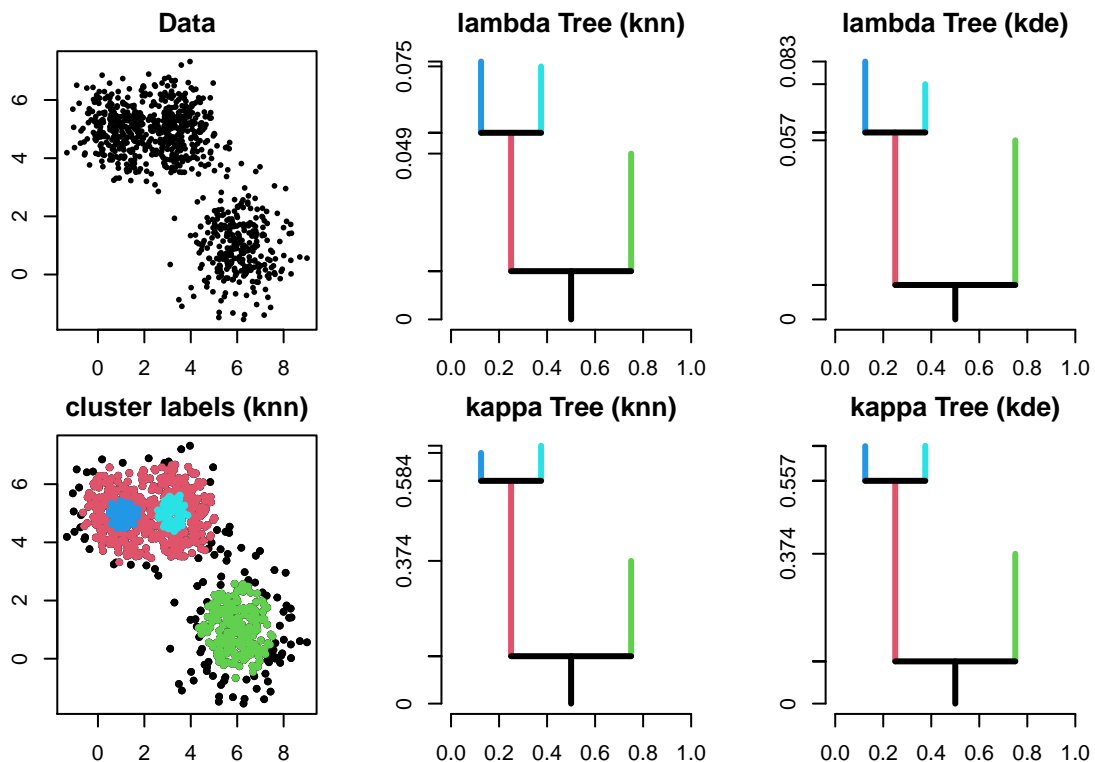 Data
6
4
2
0
0 2 4 6 8
lambda Tree (knn)
0.075
0.049
0
0.0 0.2 0.4 0.6 0.8 1.0
lambda Tree (kde)
0.083
0.057
0
0.0 0.2 0.4 0.6 0.8 1.0
cluster labels (knn)
6
4
2
0
0 2 4 6 8
kappa Tree (knn)
0.584
0.374
0
0.0 0.2 0.4 0.6 0.8 1.0
kappa Tree (kde)
0.557
0.374
0
0.0 0.2 0.4 0.6 0.8 1.0